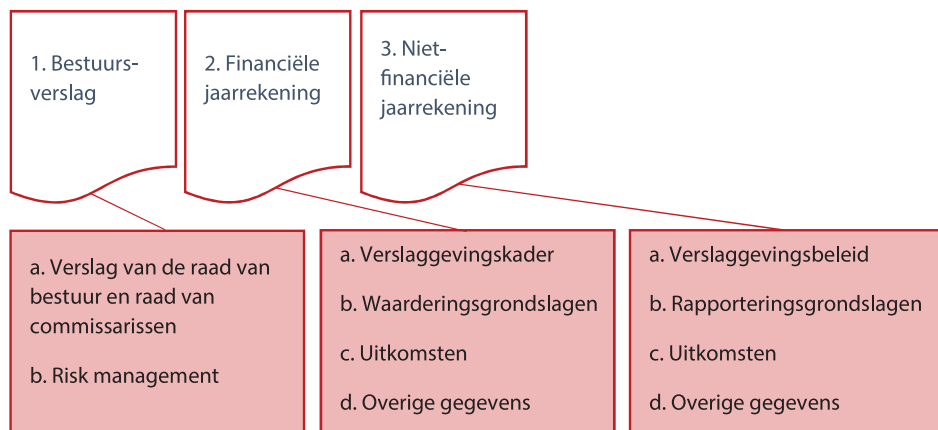 1. Bestuurs-
verslag
2. Financiële
jaarrekening
3. Niet-
financiële
jaarrekening
a. Verslag van de raad van
bestuur en raad van
commissarissen
b. Risk management
a. Verslaggevingskader
b. Waarderingsgrondslagen
c. Uitkomsten
d. Overige gegevens
a. Verslaggevingsbeleid
b. Rapporteringsgrondslagen
c. Uitkomsten
d. Overige gegevens